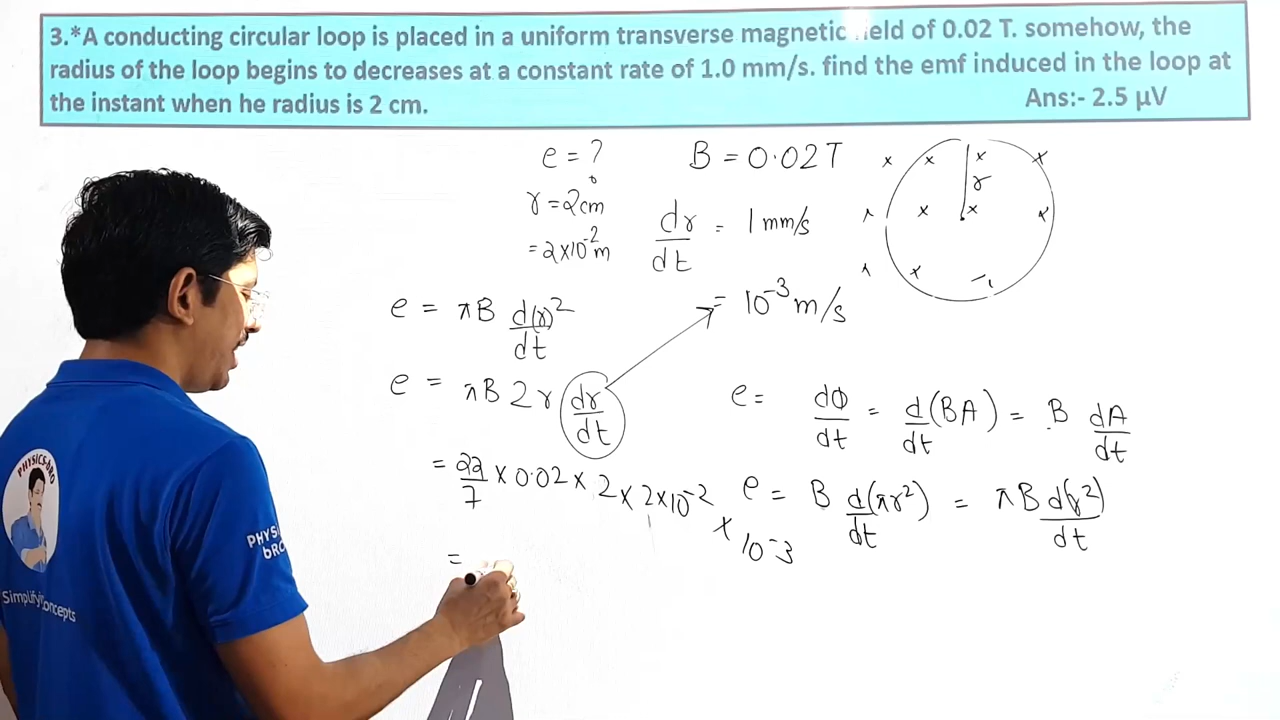 3.*A conducting circular loop is placed in a uniform transverse magnetic field of 0.02 T. somehow, the
radius of the loop begins to decreases at a constant rate of 1.0 mm/s. find the emf induced in the loop at
the instant when he radius is 2 cm. Ans:- 2.5 μV
e = ? B = 0.02T
r = 2cm
= 2×10⁻² m
dr/dt = 1 mm/s
= 10⁻³ m/s
r
e = πB d(r)²/dt
e = πB 2r dr/dt
= 22/7 × 0.02 × 2 × 2×10⁻² × 10⁻³
=
e = dΦ/dt = d/dt (BA) = B dA/dt
e = B d(πr²)/dt = πB d(r²)/dt
PHYSICS bRO
Simplifying Concepts